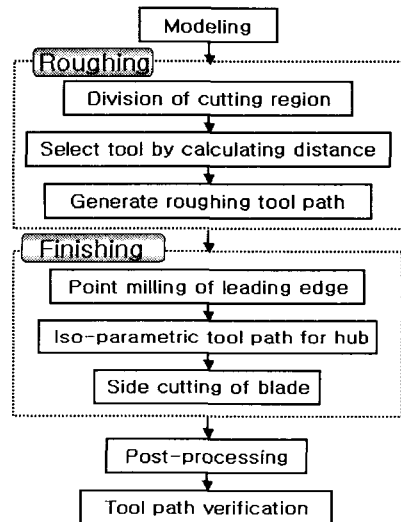 Modeling
Roughing
Division of cutting region
Select tool by calculating distance
Generate roughing tool path
Finishing
Point milling of leading edge
Iso-parametric tool path for hub
Side cutting of blade
Post-processing
Tool path verification